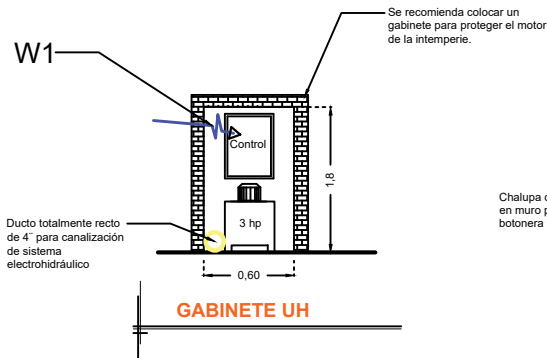 Se recomienda colocar un
gabinete para proteger el motor
de la intemperie.
W1
Control
1,8
3 hp
Chalupa
en muro
botonera
Ducto totalmente recto
de 4¨ para canalización
de sistema
electrohidráulico
0,60
GABINETE UH